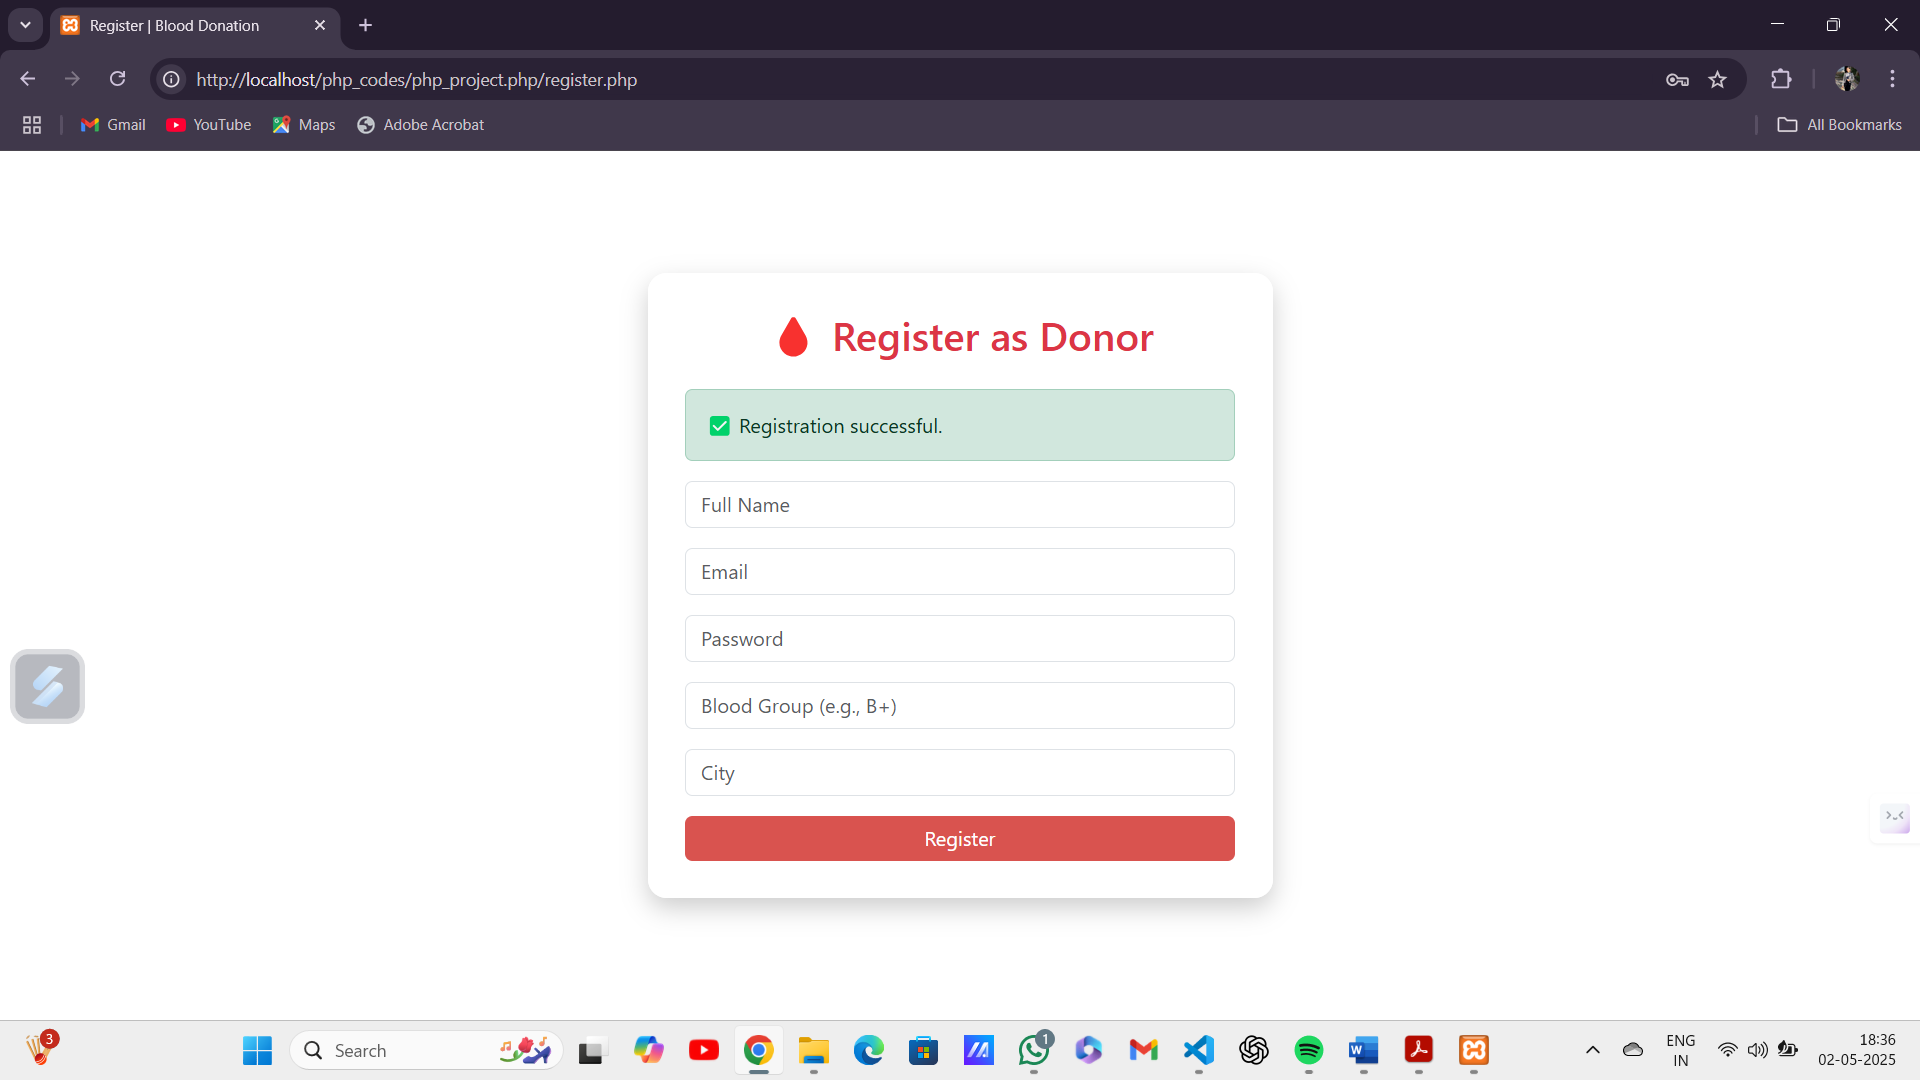 Register | Blood Donation
http://localhost/php_codes/php_project.php/register.php
Gmail
YouTube
Maps
Adobe Acrobat
All Bookmarks
Register as Donor
Registration successful.
Full Name
Email
Password
Blood Group (e.g., B+)
City
Register
3
Search
1
ENG
IN
18:36
02-05-2025